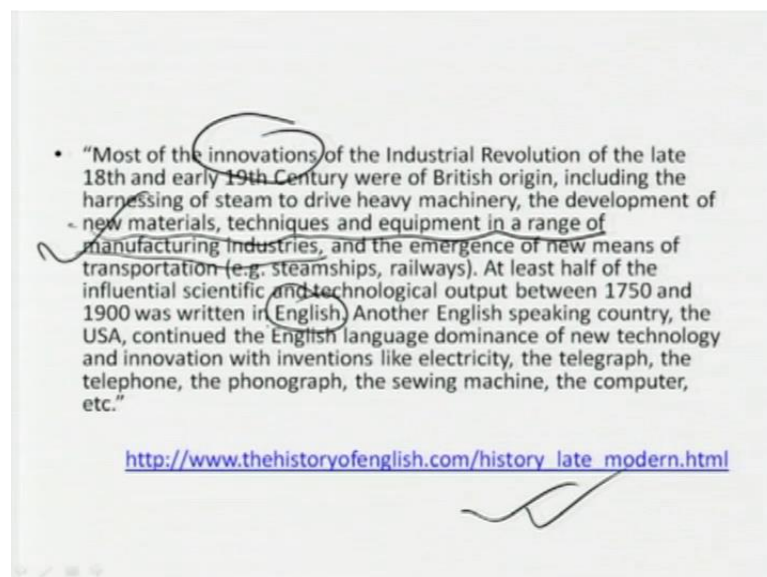 • “Most of the innovations of the Industrial Revolution of the late
18th and early 19th Century were of British origin, including the
harnessing of steam to drive heavy machinery, the development of
new materials, techniques and equipment in a range of
manufacturing industries, and the emergence of new means of
transportation (e.g. steamships, railways). At least half of the
influential scientific and technological output between 1750 and
1900 was written in English. Another English speaking country, the
USA, continued the English language dominance of new technology
and innovation with inventions like electricity, the telegraph, the
telephone, the phonograph, the sewing machine, the computer,
etc.”
http://www.thehistoryofenglish.com/history_late_modern.html